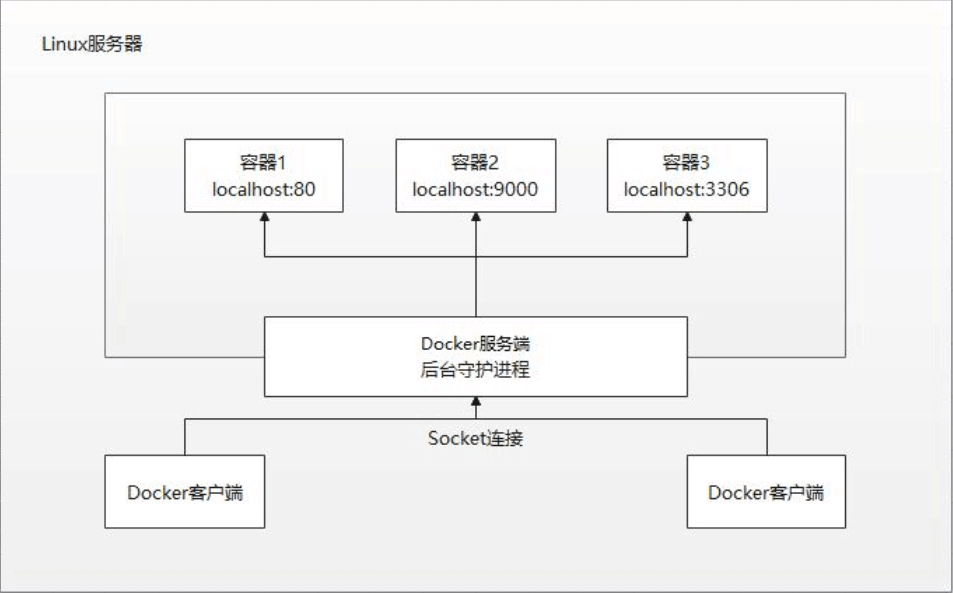 Linux服务器
容器1
localhost:80
容器2
localhost:9000
容器3
localhost:3306
Docker服务端
后台守护进程
Socket连接
Docker客户端
Docker客户端